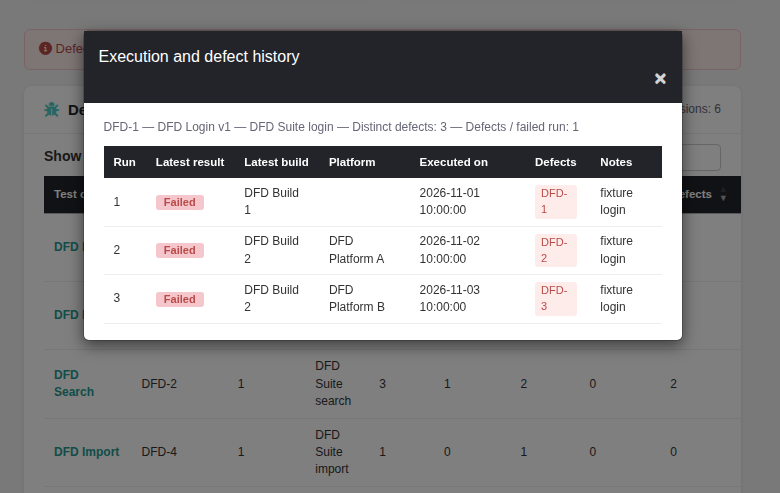 Defe
Execution and defect history
×
De
sions: 6
DFD-1 — DFD Login v1 — DFD Suite login — Distinct defects: 3 — Defects / failed run: 1
Show
Run Latest result Latest build Platform Executed on Defects Notes
Test c
efects
1 Failed DFD Build 1 2026-11-01 10:00:00 DFD-1 fixture login
2 Failed DFD Build 2 DFD Platform A 2026-11-02 10:00:00 DFD-2 fixture login
3 Failed DFD Build 2 DFD Platform B 2026-11-03 10:00:00 DFD-3 fixture login
DFD
DFD
DFD Search DFD-2 1 DFD Suite search 3 1 2 0 2
DFD Import DFD-4 1 DFD Suite import 1 0 1 0 0